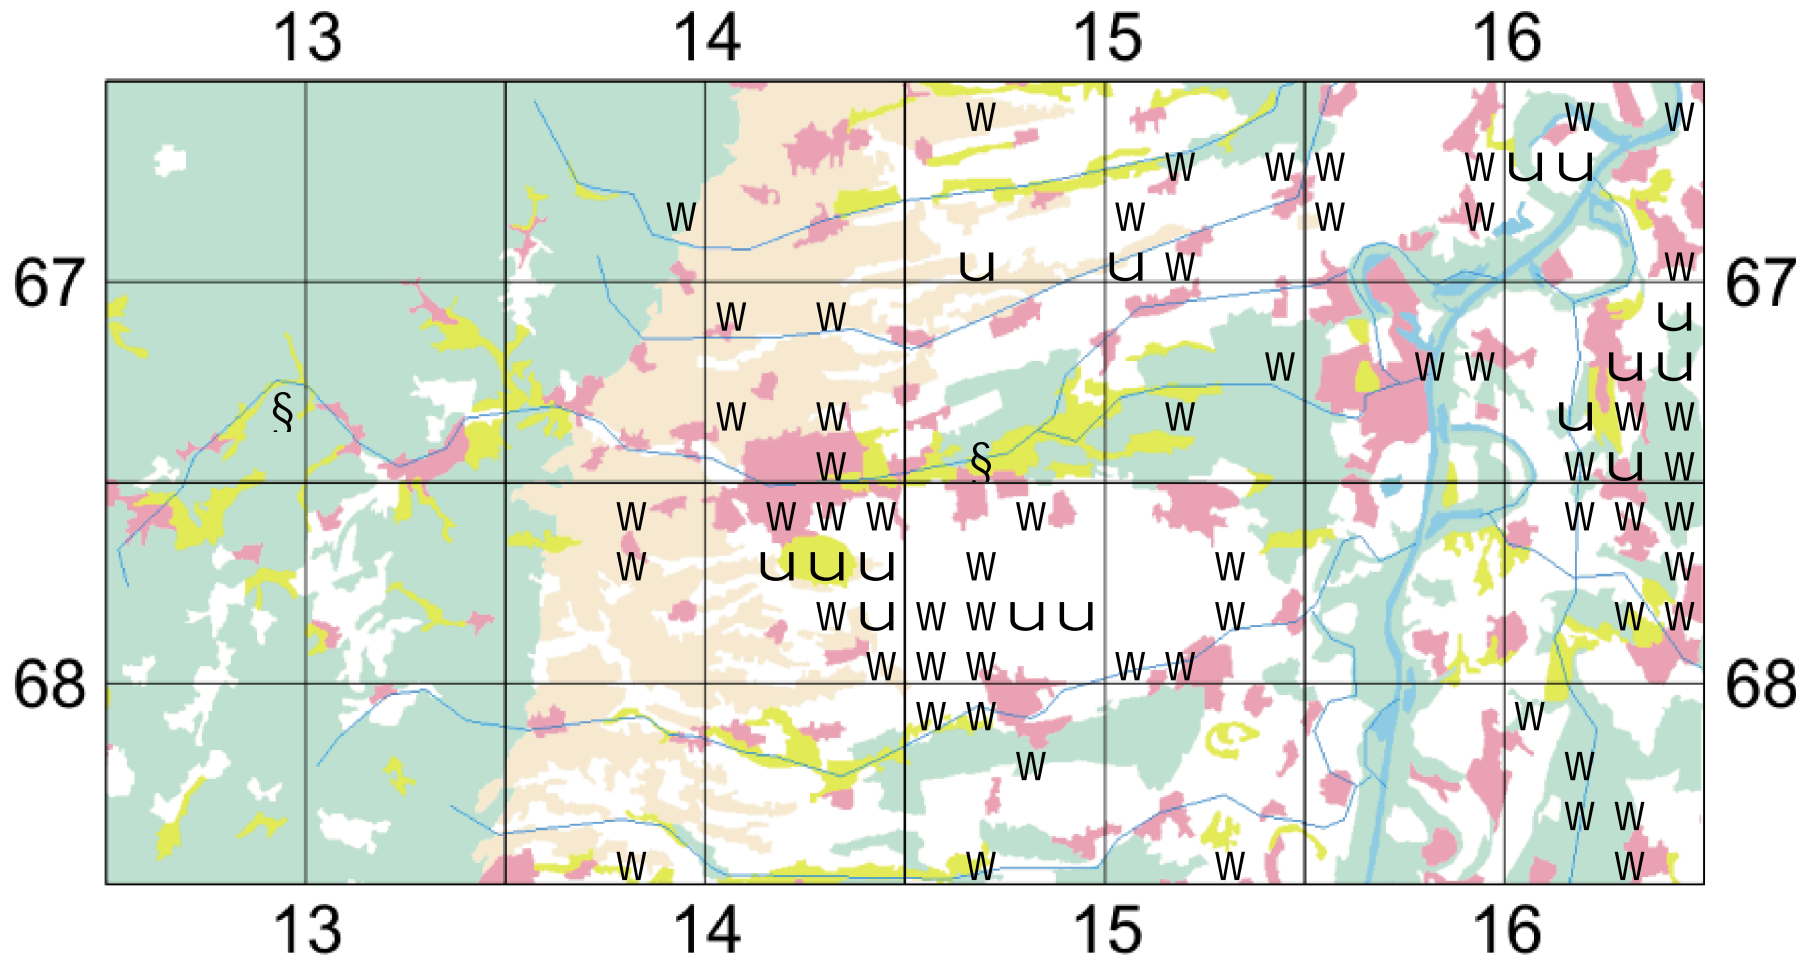 13 14 15 16
W W W
W W W W u u
W W W W
67 u u W W 67
W W u
W W W u u
§ W W W u W W
W § W u W
W W W W W W W W
W u u u W W W
W u W W u u W W W
68 W W W W W 68
W W W
W W
W W
W W W W
13 14 15 16